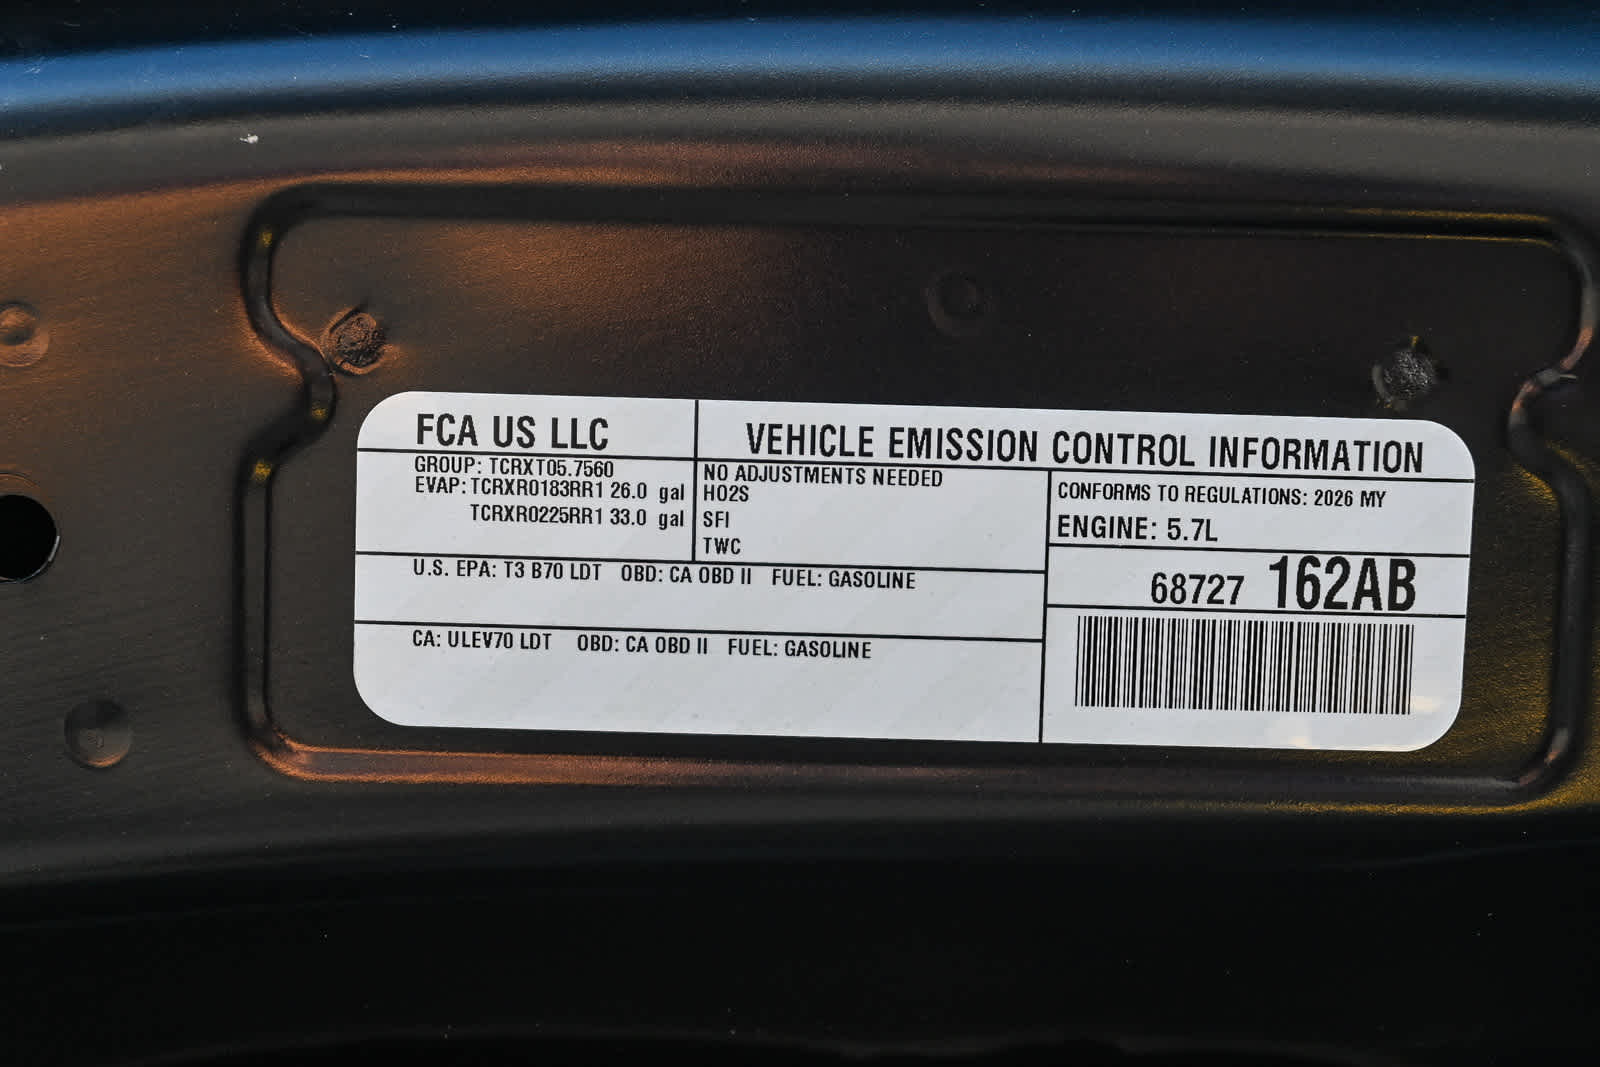 FCA US LLC
VEHICLE EMISSION CONTROL INFORMATION
GROUP: TCRXT05.7560
EVAP: TCRXR0183RR1 26.0 gal
TCRXR0225RR1 33.0 gal
NO ADJUSTMENTS NEEDED
HO2S
SFI
TWC
CONFORMS TO REGULATIONS: 2026 MY
ENGINE: 5.7L
U.S. EPA: T3 B70 LDT OBD: CA OBD II FUEL: GASOLINE
68727 162AB
CA: ULEV70 LDT OBD: CA OBD II FUEL: GASOLINE